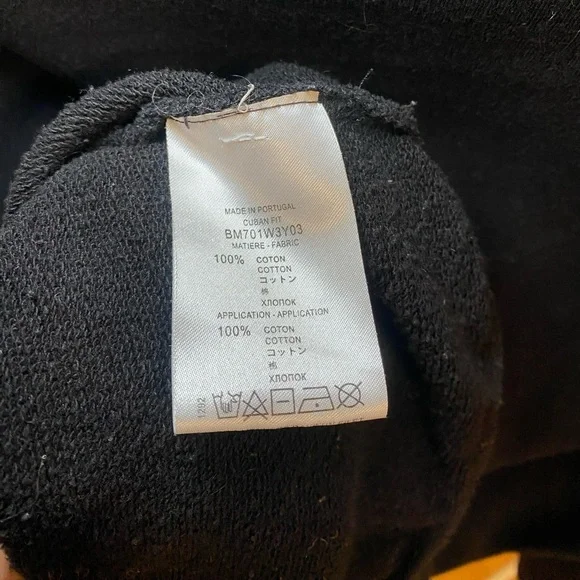 MADE IN PORTUGAL
CUBAN FIT
BM701W3Y03
MATIERE - FABRIC
100% COTON
COTTON
コットン
棉
ХЛОПОК
APPLICATION - APPLICATION
100% COTON
COTTON
コットン
棉
ХЛОПОК
1292